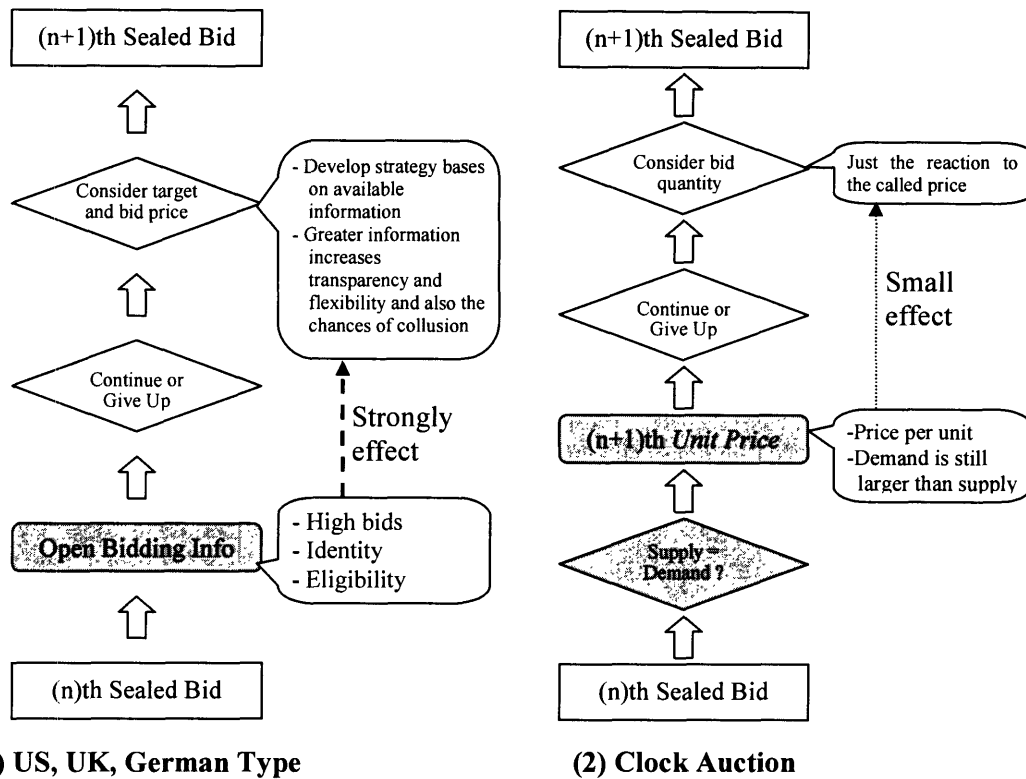 (n+1)th Sealed Bid
Consider target
and bid price
- Develop strategy bases
on available
information
- Greater information
increases
transparency and
flexibility and also the
chances of collusion
Continue or
Give Up
Strongly
effect
Open Bidding Info
- High bids
- Identity
- Eligibility
(n)th Sealed Bid
) US, UK, German Type
(n+1)th Sealed Bid
Consider bid
quantity
Just the reaction to
the called price
Continue or
Give Up
Small
effect
(n+1)th Unit Price
-Price per unit
-Demand is still
larger than supply
Supply =
Demand ?
(n)th Sealed Bid
(2) Clock Auction